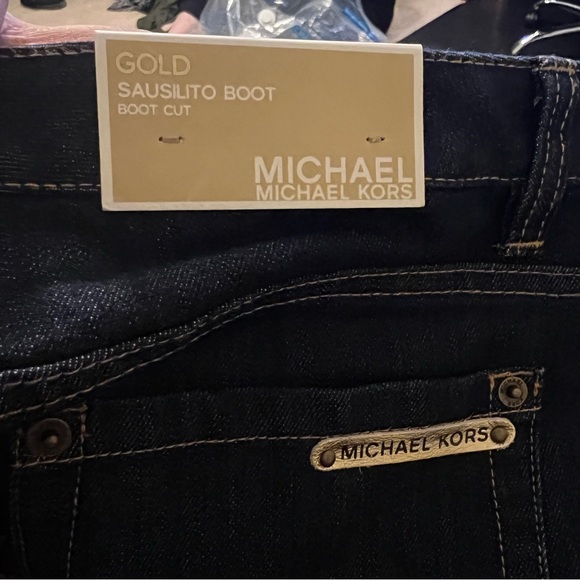 GOLD
SAUSILITO BOOT
BOOT CUT
MICHAEL
MICHAEL KORS
MICHAEL KORS